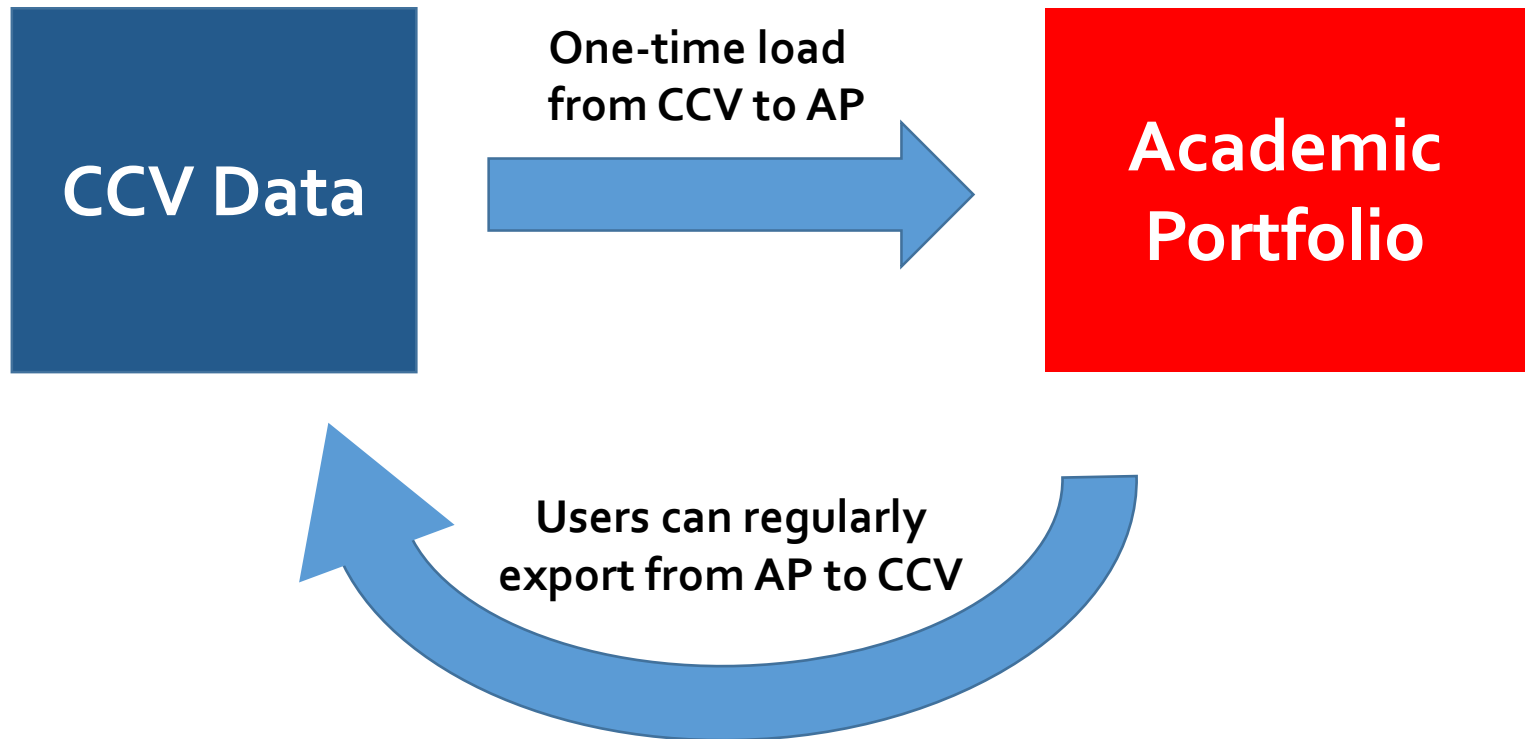 CCV Data
One-time load
from CCV to AP
Academic
Portfolio
Users can regularly
export from AP to CCV